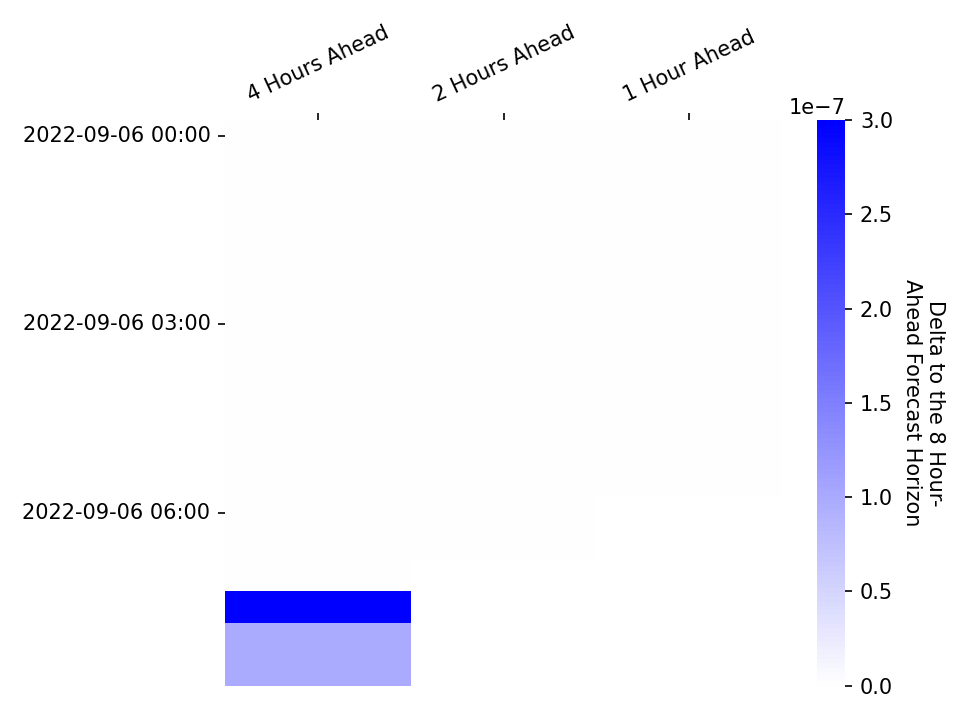 4 Hours Ahead
2 Hours Ahead
1 Hour Ahead
2022-09-06 00:00
2022-09-06 03:00
2022-09-06 06:00
1e−7
3.0
2.5
2.0
1.5
1.0
0.5
0.0
Delta to the 8 Hour-
Ahead Forecast Horizon